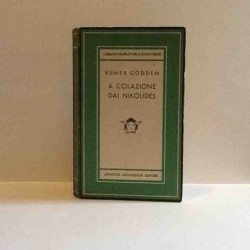 RUMER GODDEN
A COLAZIONE
DAI NIKOLIDES
ARNOLDO MONDADORI EDITORE